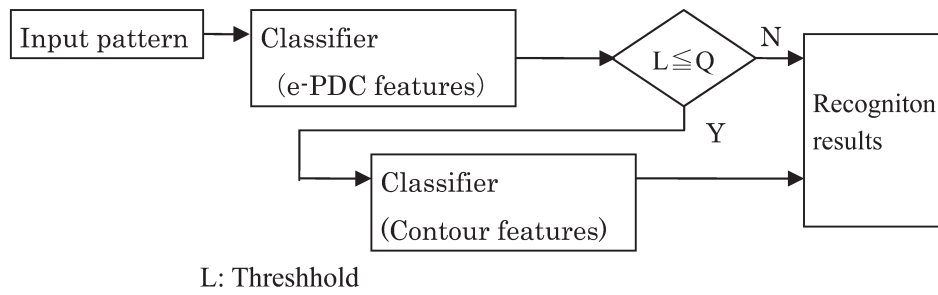 Input pattern
Classifier
(e-PDC features)
L≦Q
N
Y
Recogniton
results
Classifier
(Contour features)
L: Threshhold